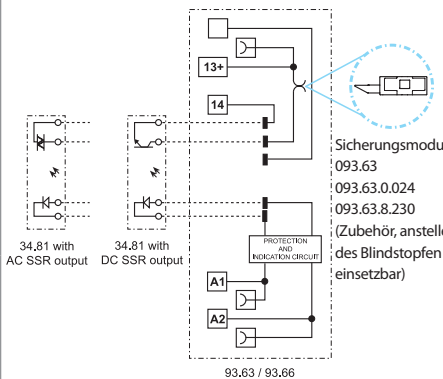 13+
14
Sicherungsmodu
093.63
093.63.0.024
093.63.8.230
(Zubehör, anstelle
des Blindstopfen
einsetzbar)
34.81 with
AC SSR output
34.81 with
DC SSR output
PROTECTION
AND
INDICATION CIRCUIT
A1
A2
93.63 / 93.66